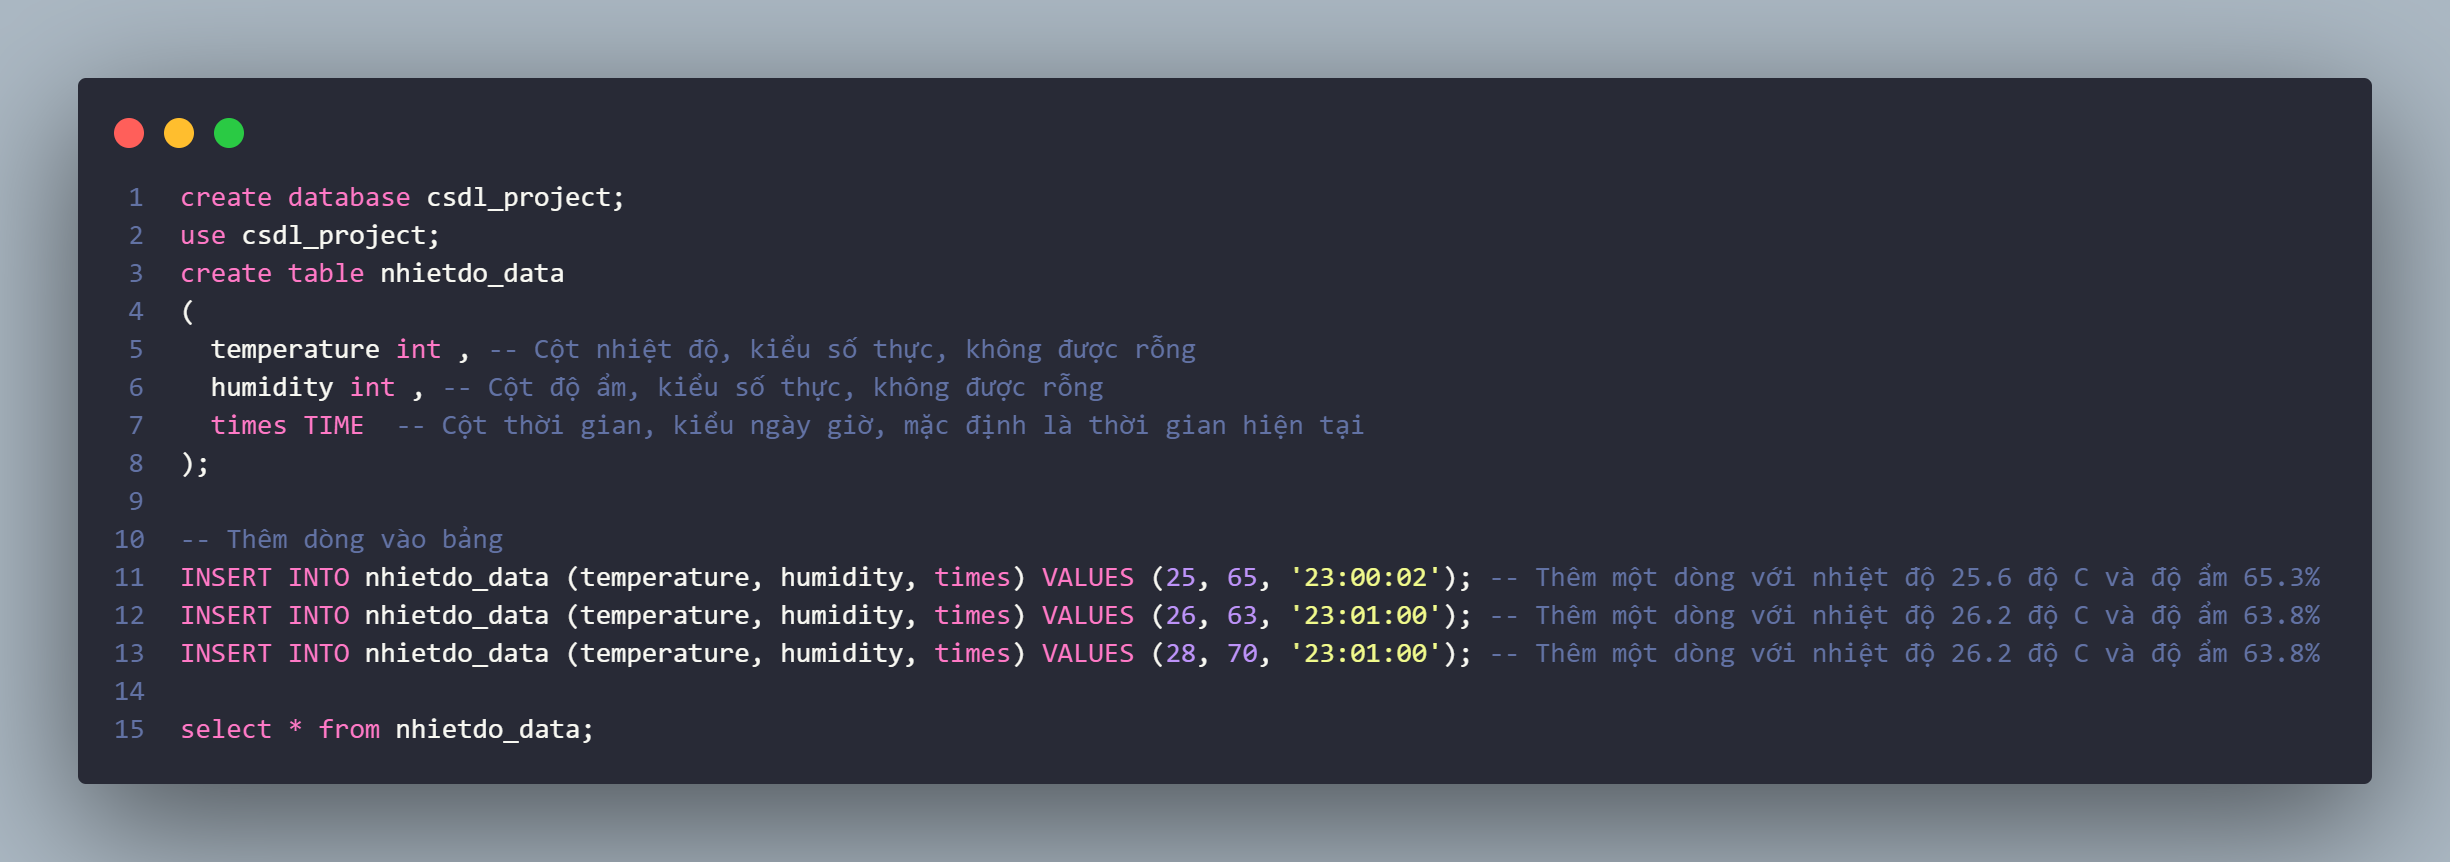 1 create database csdl_project;
2 use csdl_project;
3 create table nhietdo_data
4 (
5 temperature int , -- Cột nhiệt độ, kiểu số thực, không được rỗng
6 humidity int , -- Cột độ ẩm, kiểu số thực, không được rỗng
7 times TIME -- Cột thời gian, kiểu ngày giờ, mặc định là thời gian hiện tại
8 );
9
10 -- Thêm dòng vào bảng
11 INSERT INTO nhietdo_data (temperature, humidity, times) VALUES (25, 65, '23:00:02'); -- Thêm một dòng với nhiệt độ 25.6 độ C và độ ẩm 65.3%
12 INSERT INTO nhietdo_data (temperature, humidity, times) VALUES (26, 63, '23:01:00'); -- Thêm một dòng với nhiệt độ 26.2 độ C và độ ẩm 63.8%
13 INSERT INTO nhietdo_data (temperature, humidity, times) VALUES (28, 70, '23:01:00'); -- Thêm một dòng với nhiệt độ 26.2 độ C và độ ẩm 63.8%
14
15 select * from nhietdo_data;